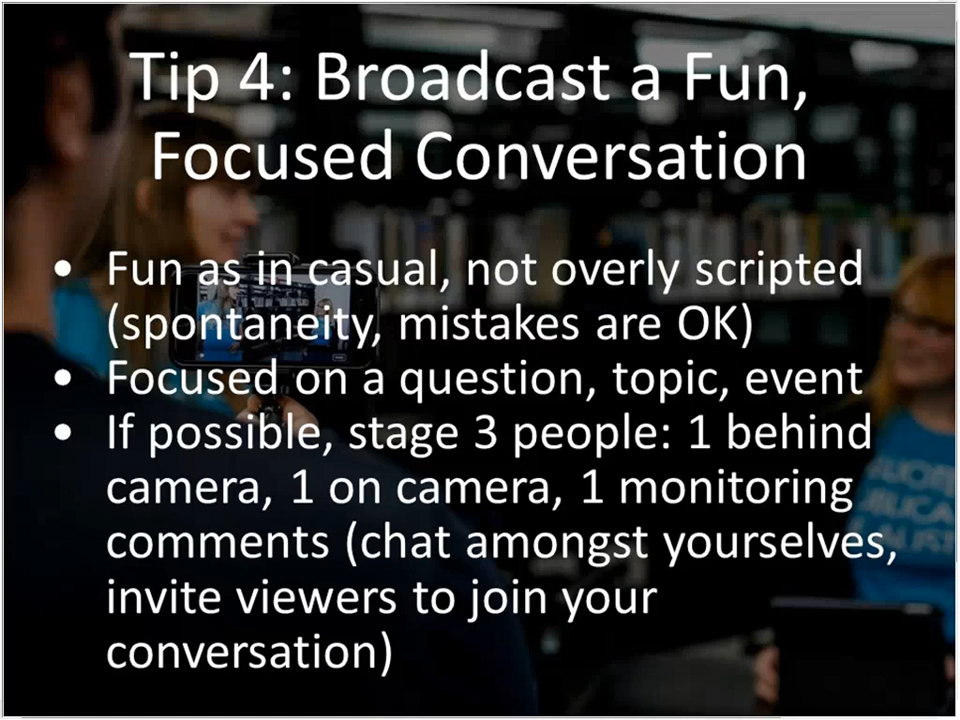 Tip 4: Broadcast a Fun,
Focused Conversation
• Fun as in casual, not overly scripted
(spontaneity, mistakes are OK)
• Focused on a question, topic, event
• If possible, stage 3 people: 1 behind
camera, 1 on camera, 1 monitoring
comments (chat amongst yourselves,
invite viewers to join your
conversation)